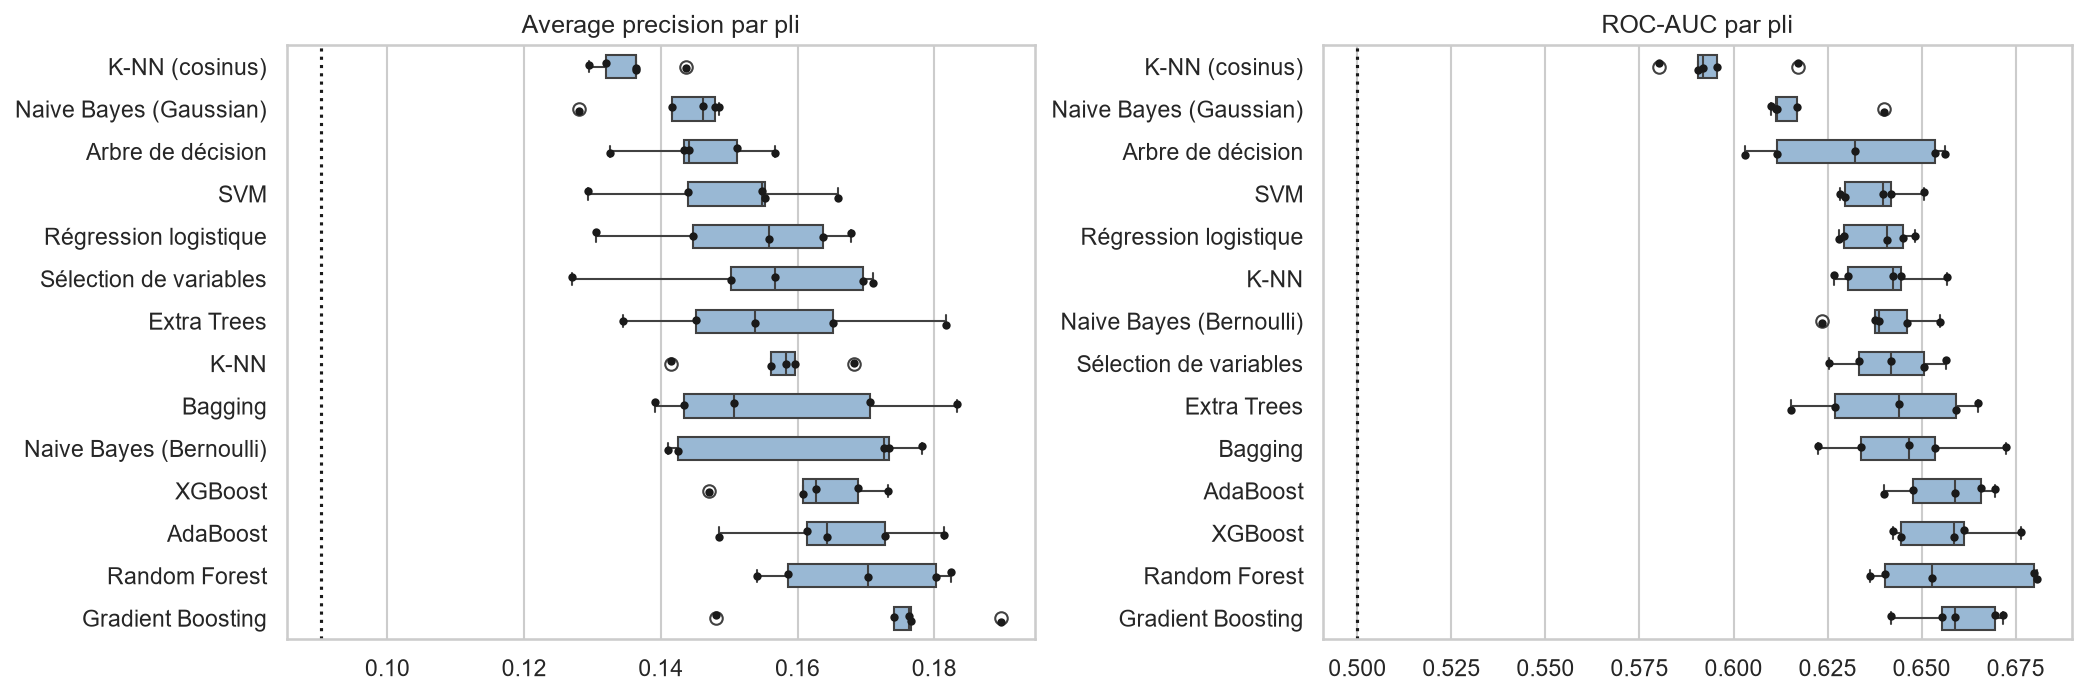 Average precision par pli
K-NN (cosinus)
Naive Bayes (Gaussian)
Arbre de décision
SVM
Régression logistique
Sélection de variables
Extra Trees
K-NN
Bagging
Naive Bayes (Bernoulli)
XGBoost
AdaBoost
Random Forest
Gradient Boosting
0.10 0.12 0.14 0.16 0.18
ROC-AUC par pli
K-NN (cosinus)
Naive Bayes (Gaussian)
Arbre de décision
SVM
Régression logistique
K-NN
Naive Bayes (Bernoulli)
Sélection de variables
Extra Trees
Bagging
AdaBoost
XGBoost
Random Forest
Gradient Boosting
0.500 0.525 0.550 0.575 0.600 0.625 0.650 0.675